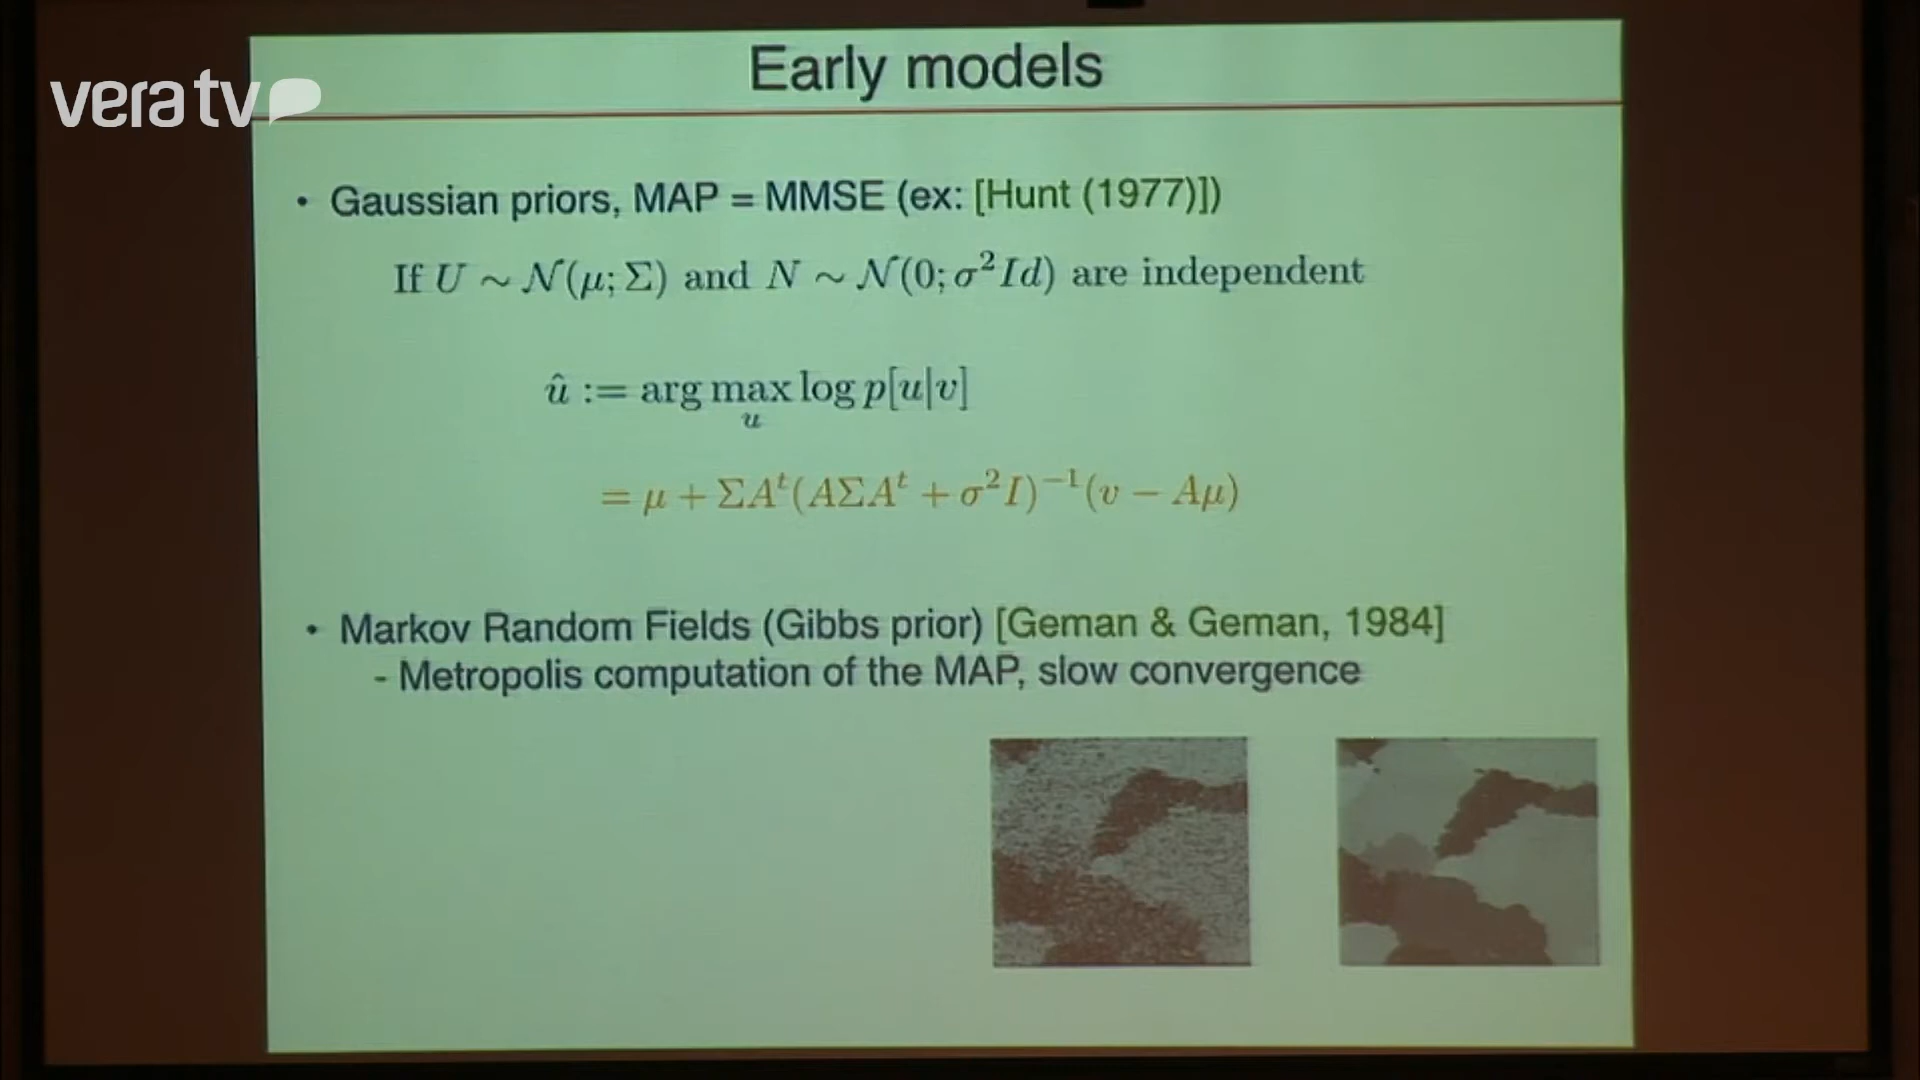 Early models
vera tv
• Gaussian priors, MAP = MMSE (ex: [Hunt (1977)])
If U ∼ 𝒩(μ; Σ) and N ∼ 𝒩(0; σ²Id) are independent
û := arg max log p[u|v]
u
= μ + ΣAᵗ(AΣAᵗ + σ²I)⁻¹(v − Aμ)
• Markov Random Fields (Gibbs prior) [Geman & Geman, 1984]
- Metropolis computation of the MAP, slow convergence